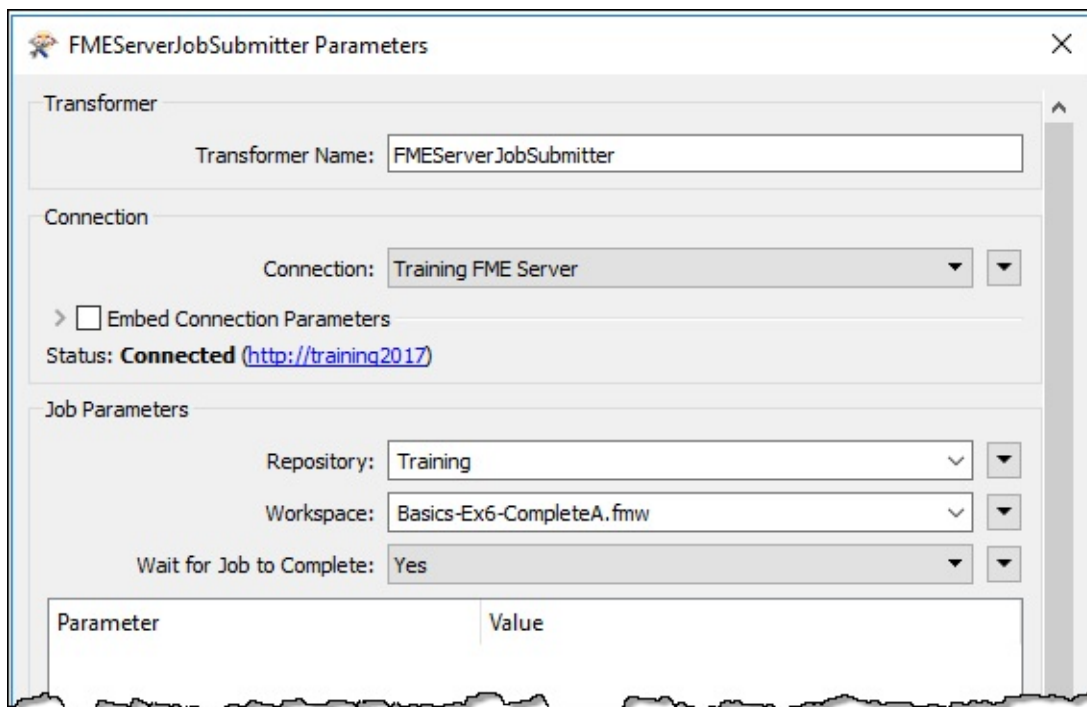 FMEServerJobSubmitter Parameters
Transformer
Transformer Name: FMEServerJobSubmitter
Connection
Connection: Training FME Server
Embed Connection Parameters
Status: Connected (http://training2017)
Job Parameters
Repository: Training
Workspace: Basics-Ex6-CompleteA.fmw
Wait for Job to Complete: Yes
Parameter Value